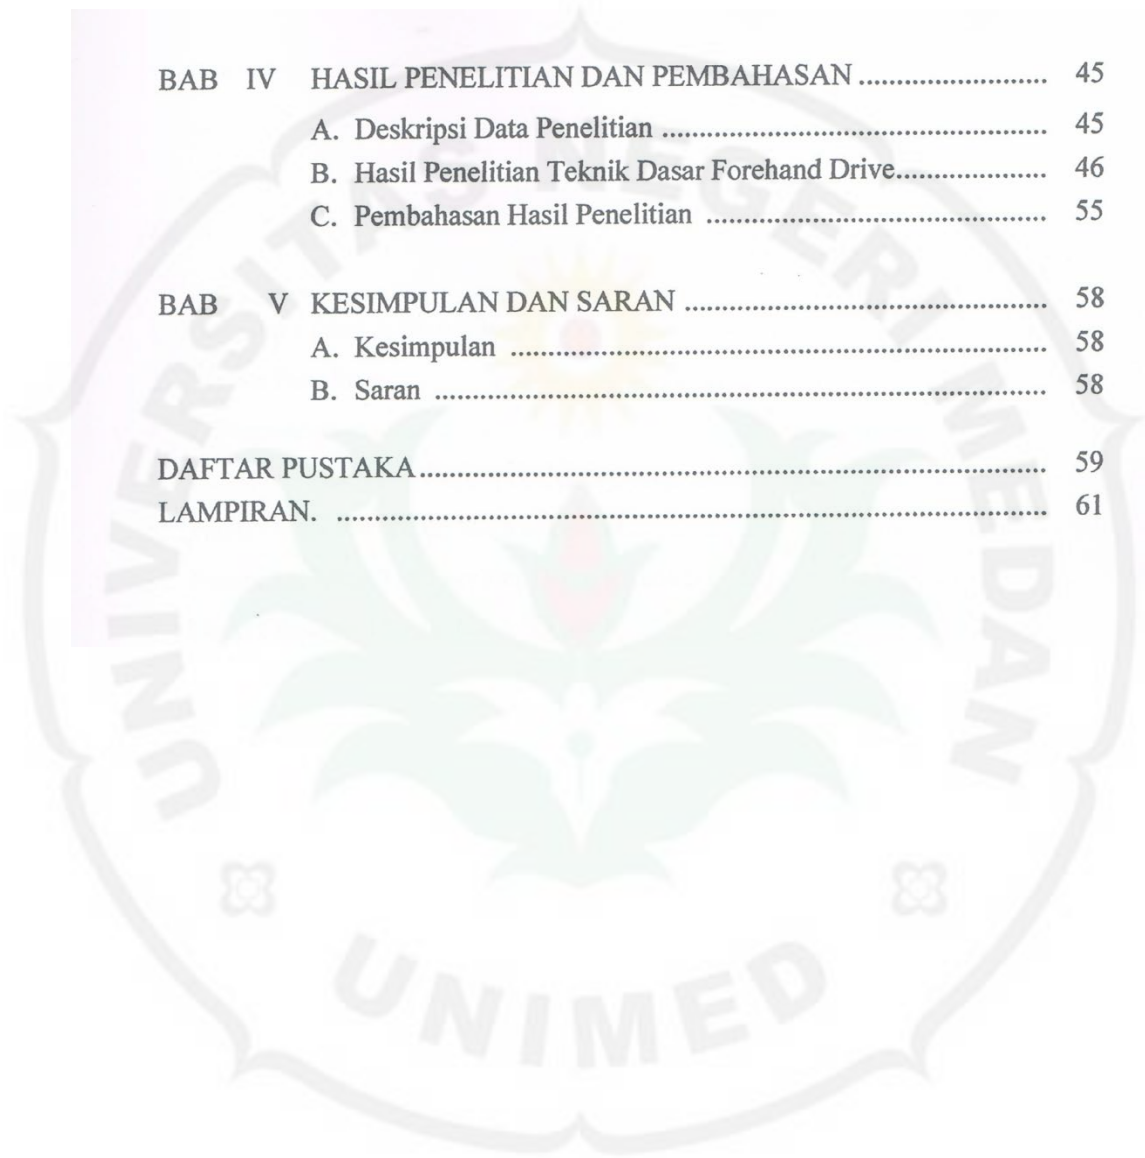 BAB IV HASIL PENELITIAN DAN PEMBAHASAN ........................ 45
A. Deskripsi Data Penelitian ................................................. 45
B. Hasil Penelitian Teknik Dasar Forehand Drive................... 46
C. Pembahasan Hasil Penelitian ........................................... 55
BAB V KESIMPULAN DAN SARAN .............................................. 58
A. Kesimpulan .................................................................... 58
B. Saran .............................................................................. 58
DAFTAR PUSTAKA................................................................................ 59
LAMPIRAN. .......................................................................................... 61
UNIVERSITAS NEGERI MEDAN
UNIMED